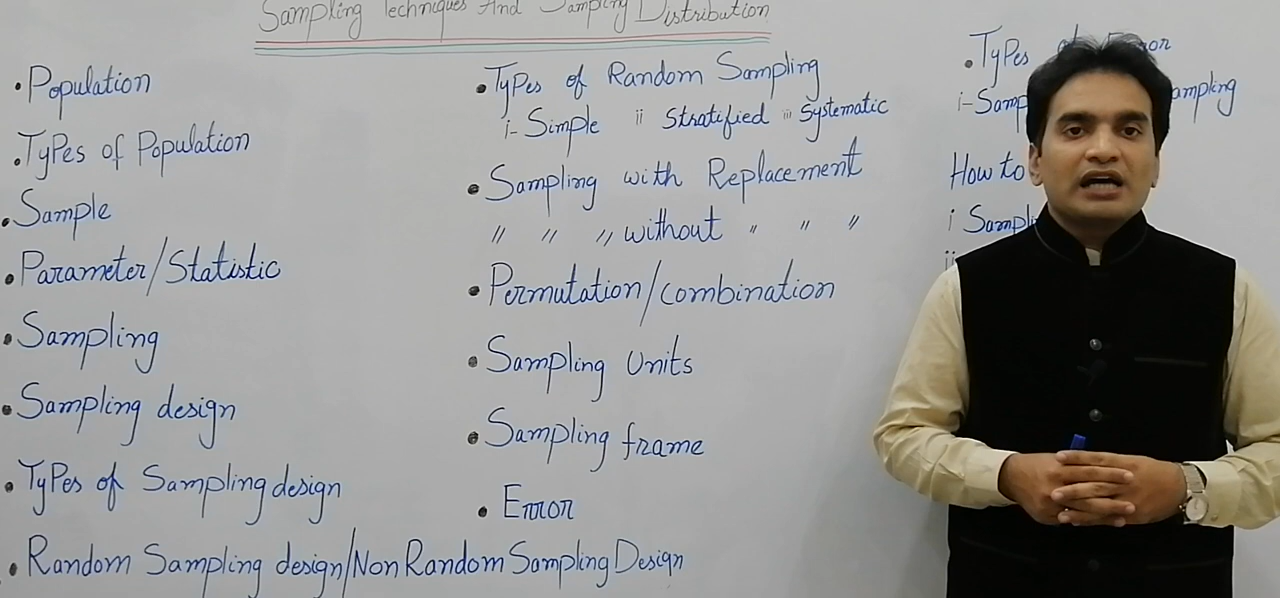 Sampling Techniques And Sampling Distribution
• Population
• Types of Population
• Sample
• Parameter/Statistic
• Sampling
• Sampling design
• Types of Sampling design
• Random Sampling design/Non Random Sampling Design
• Types of Random Sampling
i- Simple ii Stratified iii Systematic
• Sampling with Replacement
〃 〃 〃 without 〃 〃 〃
• Permutation/combination
• Sampling Units
• Sampling frame
• Error
• Types
i-
How to
i
ii